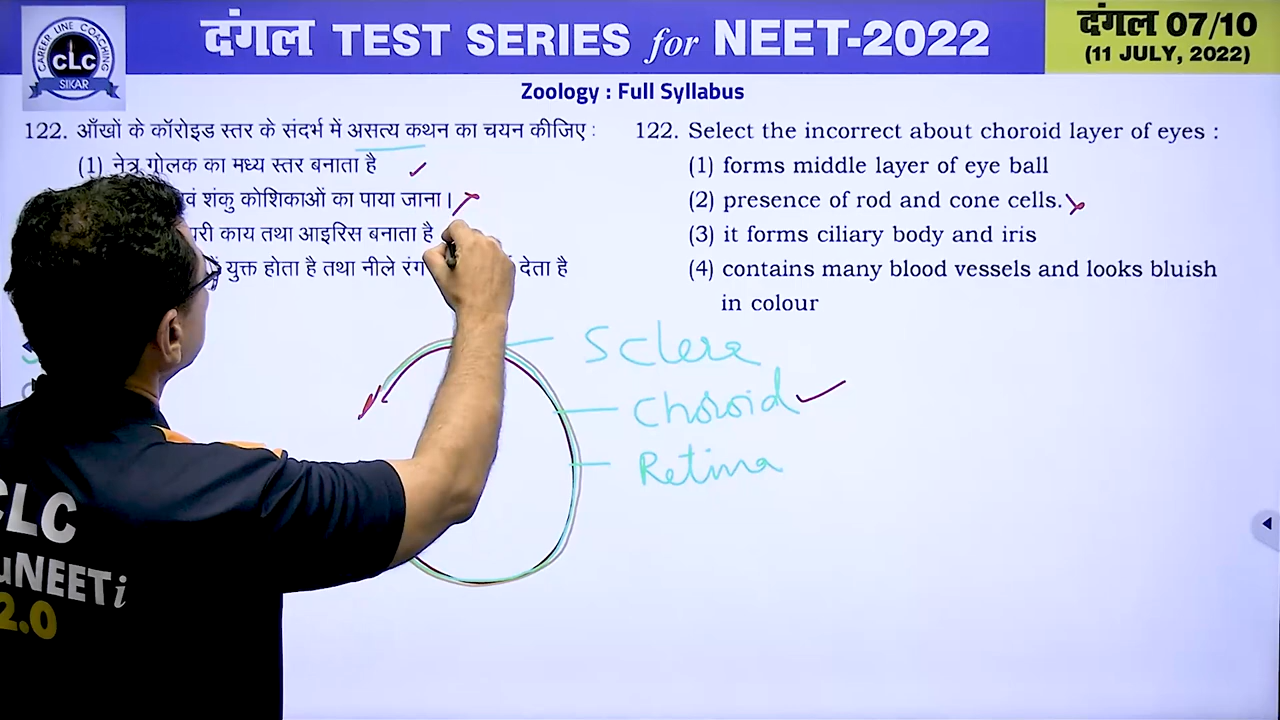 CAREER LINE COACHING
CLC
SIKAR
दंगल TEST SERIES for NEET-2022
दंगल 07/10
(11 JULY, 2022)
Zoology : Full Syllabus
122. आँखों के कॉरोइड स्तर के संदर्भ में असत्य कथन का चयन कीजिए :
(1) नेत्र गोलक का मध्य स्तर बनाता है
शंकु कोशिकाओं का पाया जाना।
काय तथा आइरिस बनाता है
युक्त होता है तथा नीले देता है
122. Select the incorrect about choroid layer of eyes :
(1) forms middle layer of eye ball
(2) presence of rod and cone cells.
(3) it forms ciliary body and iris
(4) contains many blood vessels and looks bluish
in colour
Sclera
Choroid
Retina
CLC
uNEETi
2.0